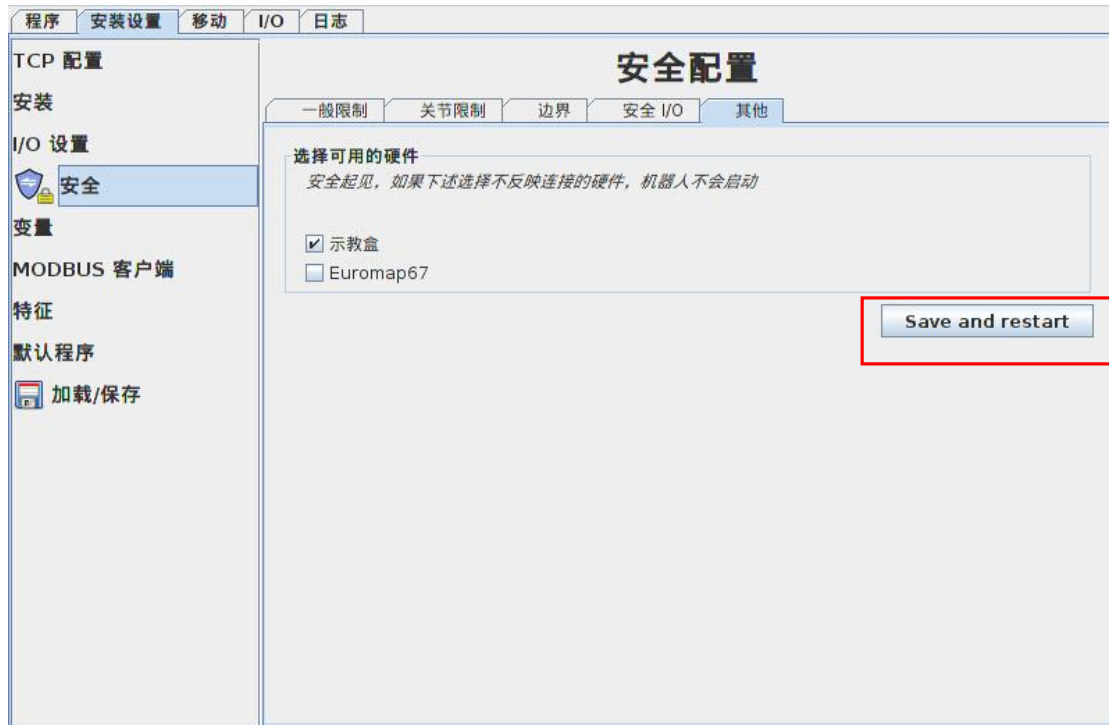 程序 安装设置 移动 I/O 日志
TCP 配置
安装
I/O 设置
安全
变量
MODBUS 客户端
特征
默认程序
加载/保存
安全配置
一般限制 关节限制 边界 安全 I/O 其他
选择可用的硬件
安全起见，如果下述选择不反映连接的硬件，机器人不会启动
示教盒
Euromap67
Save and restart